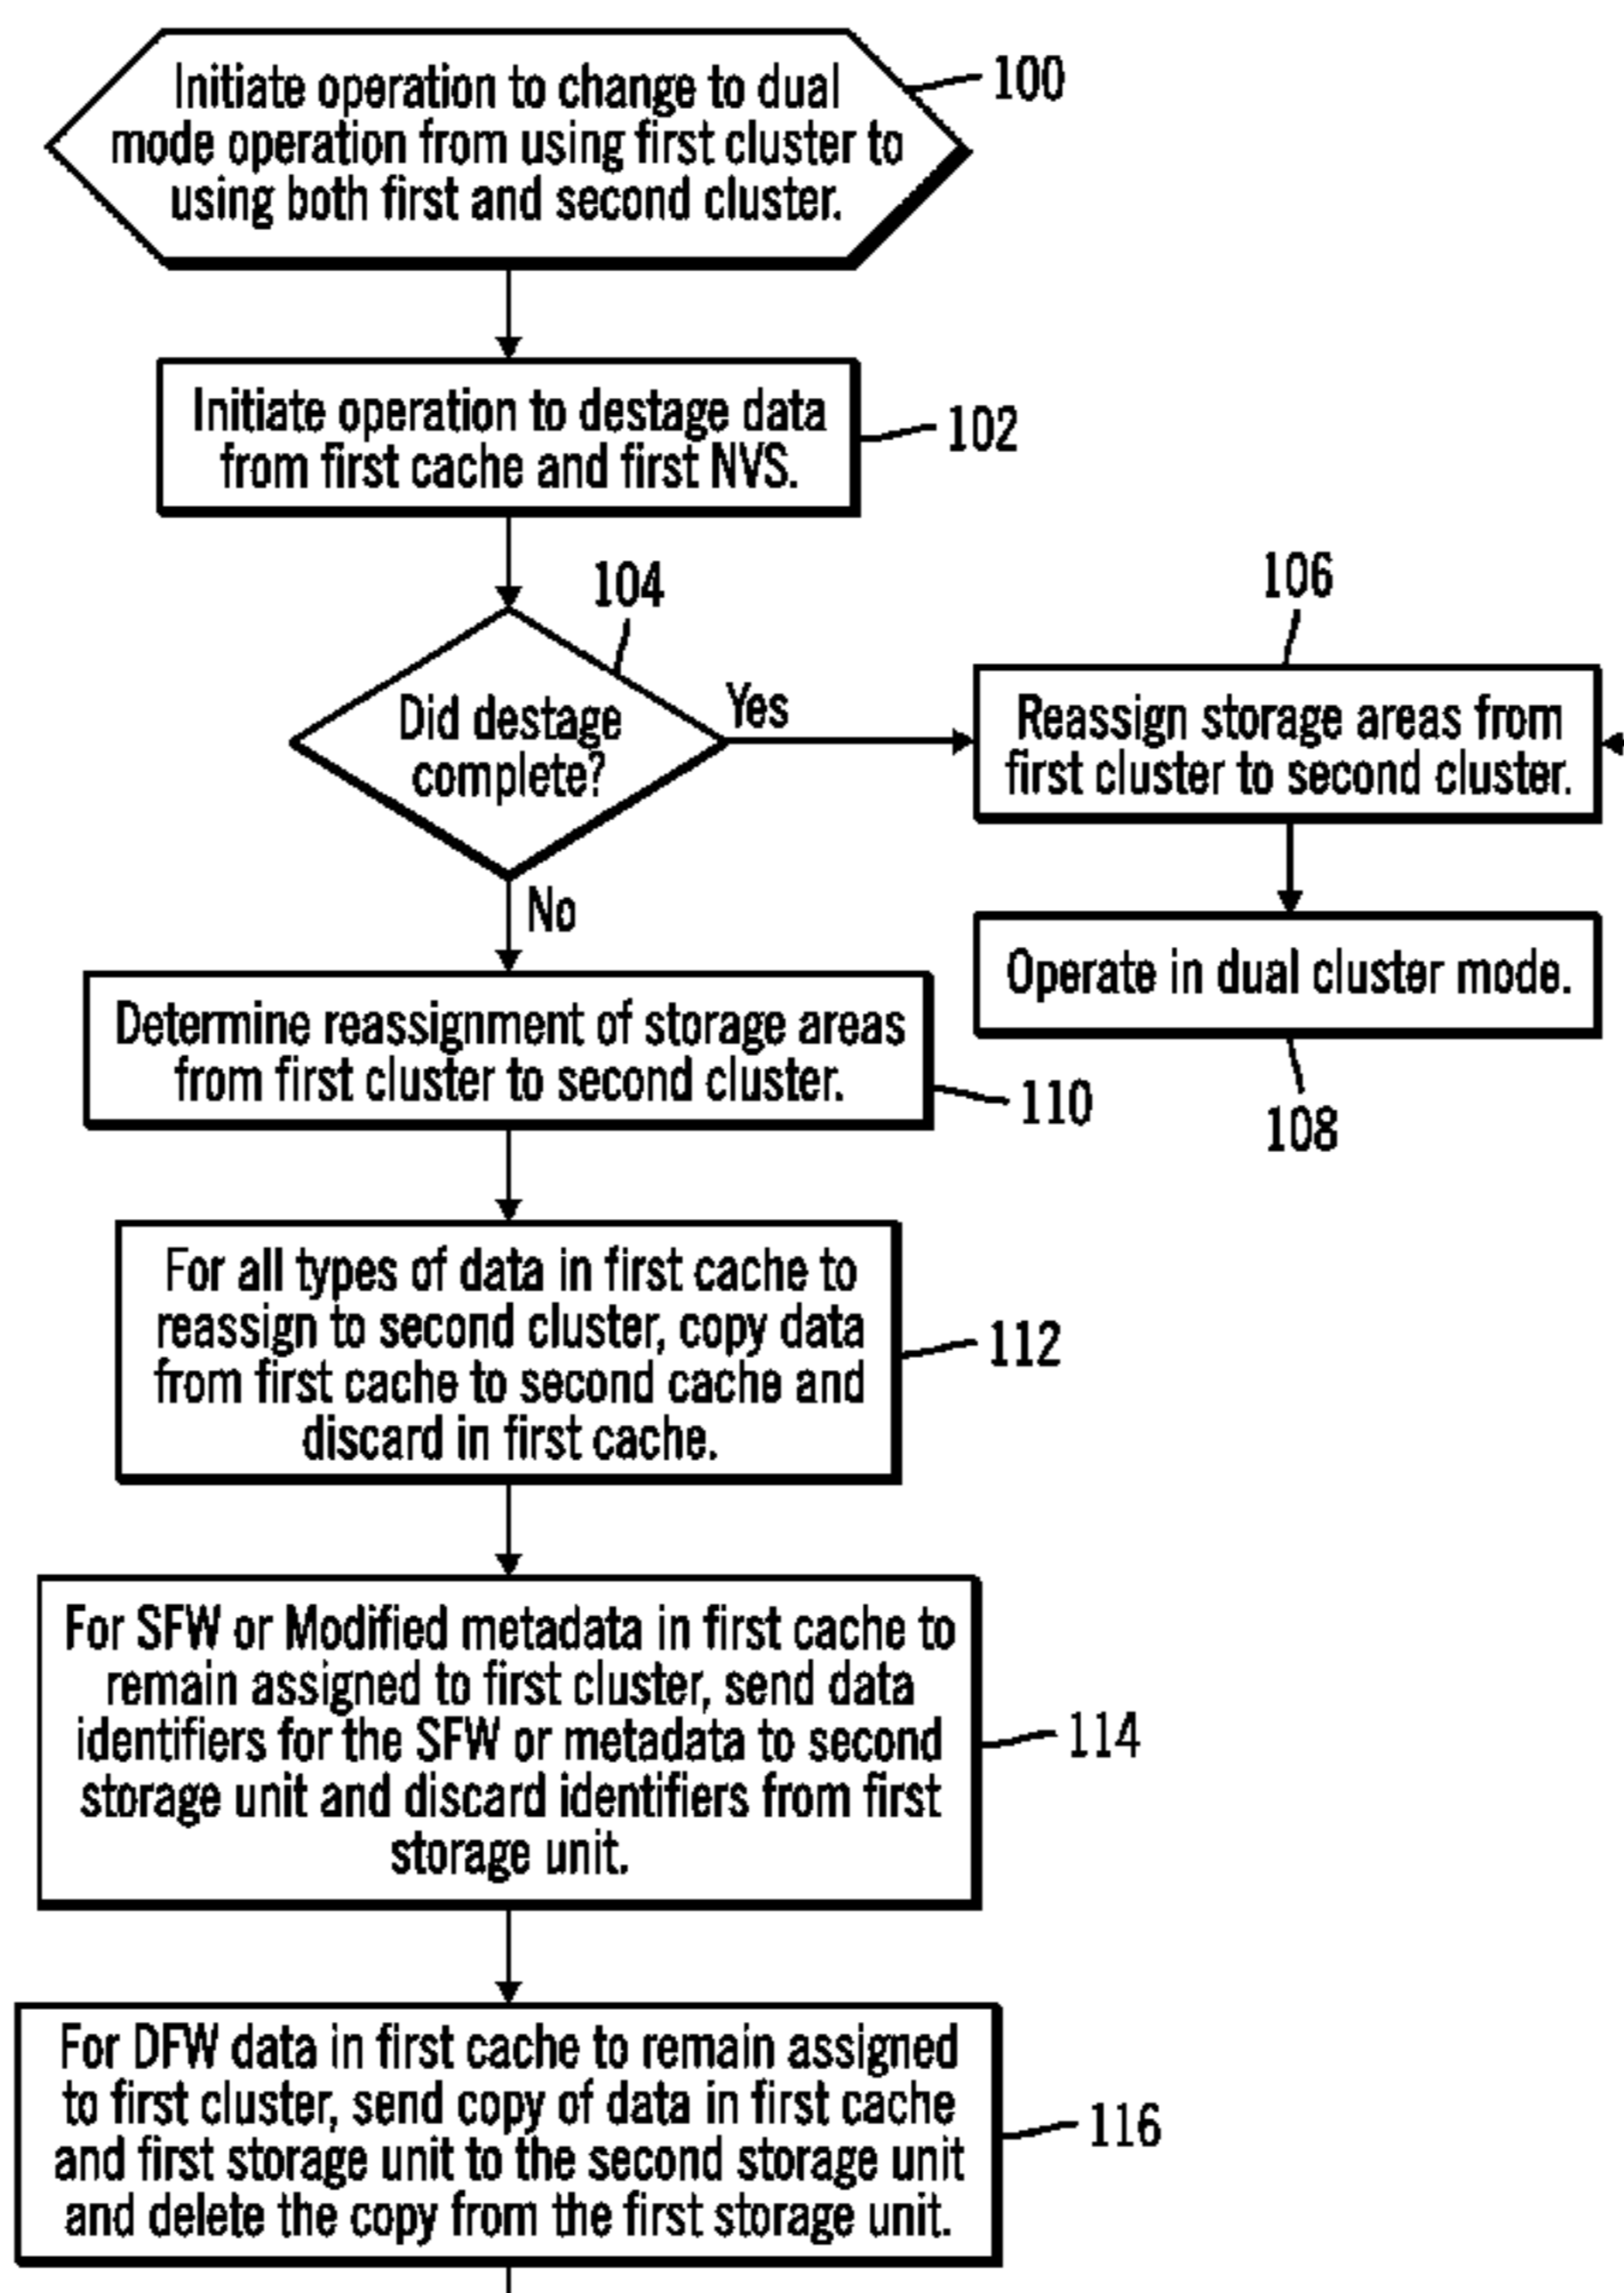 Initiate operation to change to dual
mode operation from using first cluster to
using both first and second cluster.
100
Initiate operation to destage data
from first cache and first NVS.
102
104
Did destage
complete?
Yes
No
106
Reassign storage areas from
first cluster to second cluster.
Operate in dual cluster mode.
108
Determine reassignment of storage areas
from first cluster to second cluster.
110
For all types of data in first cache to
reassign to second cluster, copy data
from first cache to second cache and
discard in first cache.
112
For SFW or Modified metadata in first cache to
remain assigned to first cluster, send data
identifiers for the SFW or metadata to second
storage unit and discard identifiers from first
storage unit.
114
For DFW data in first cache to remain assigned
to first cluster, send copy of data in first cache
and first storage unit to the second storage unit
and delete the copy from the first storage unit.
116